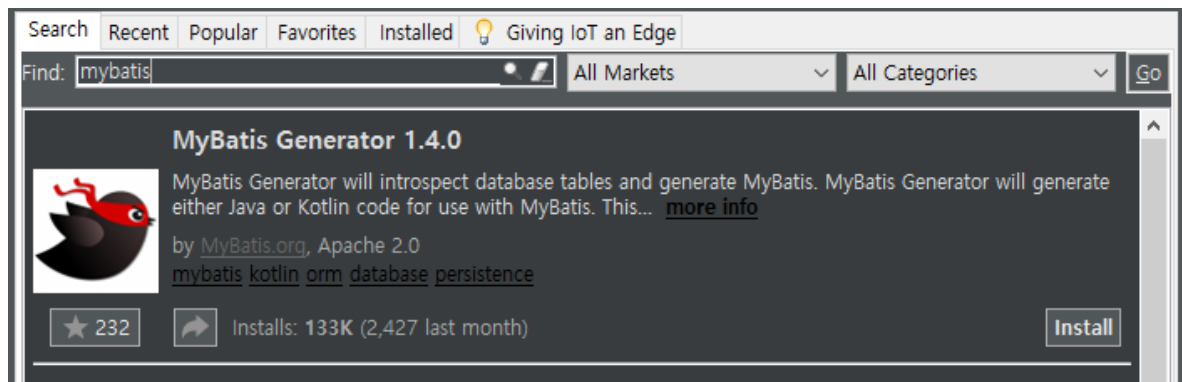 Search Recent Popular Favorites Installed Giving IoT an Edge
Find: mybatis All Markets All Categories Go
MyBatis Generator 1.4.0
MyBatis Generator will introspect database tables and generate MyBatis. MyBatis Generator will generate
either Java or Kotlin code for use with MyBatis. This... more info
by MyBatis.org, Apache 2.0
mybatis kotlin orm database persistence
232 Installs: 133K (2,427 last month) Install